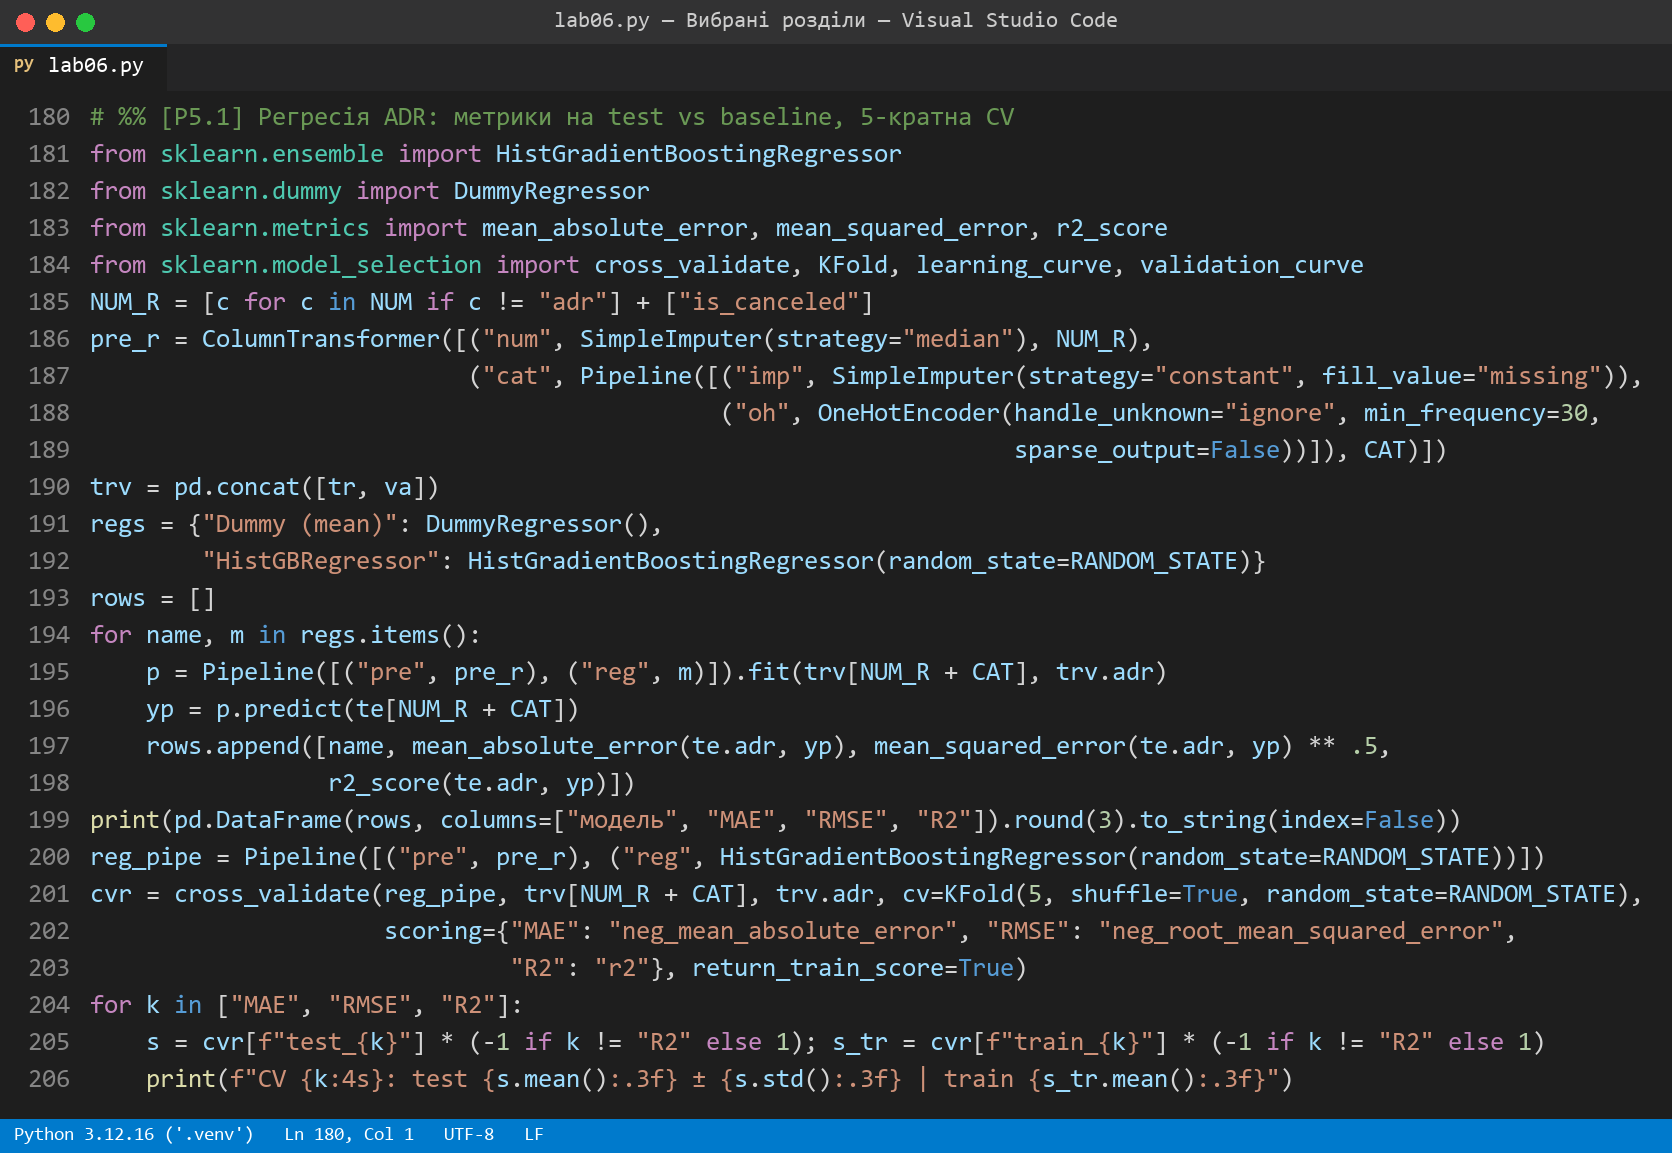 lab06.py — Вибрані розділи — Visual Studio Code
PY lab06.py
180 # %% [P5.1] Регресія ADR: метрики на test vs baseline, 5-кратна CV
181 from sklearn.ensemble import HistGradientBoostingRegressor
182 from sklearn.dummy import DummyRegressor
183 from sklearn.metrics import mean_absolute_error, mean_squared_error, r2_score
184 from sklearn.model_selection import cross_validate, KFold, learning_curve, validation_curve
185 NUM_R = [c for c in NUM if c != "adr"] + ["is_canceled"]
186 pre_r = ColumnTransformer([("num", SimpleImputer(strategy="median"), NUM_R),
187                            ("cat", Pipeline([("imp", SimpleImputer(strategy="constant", fill_value="missing")),
188                                              ("oh", OneHotEncoder(handle_unknown="ignore", min_frequency=30,
189                                                                   sparse_output=False))]), CAT)])
190 trv = pd.concat([tr, va])
191 regs = {"Dummy (mean)": DummyRegressor(),
192         "HistGBRegressor": HistGradientBoostingRegressor(random_state=RANDOM_STATE)}
193 rows = []
194 for name, m in regs.items():
195     p = Pipeline([("pre", pre_r), ("reg", m)]).fit(trv[NUM_R + CAT], trv.adr)
196     yp = p.predict(te[NUM_R + CAT])
197     rows.append([name, mean_absolute_error(te.adr, yp), mean_squared_error(te.adr, yp) ** .5,
198                  r2_score(te.adr, yp)])
199 print(pd.DataFrame(rows, columns=["модель", "MAE", "RMSE", "R2"]).round(3).to_string(index=False))
200 reg_pipe = Pipeline([("pre", pre_r), ("reg", HistGradientBoostingRegressor(random_state=RANDOM_STATE))])
201 cvr = cross_validate(reg_pipe, trv[NUM_R + CAT], trv.adr, cv=KFold(5, shuffle=True, random_state=RANDOM_STATE),
202                      scoring={"MAE": "neg_mean_absolute_error", "RMSE": "neg_root_mean_squared_error",
203                               "R2": "r2"}, return_train_score=True)
204 for k in ["MAE", "RMSE", "R2"]:
205     s = cvr[f"test_{k}"] * (-1 if k != "R2" else 1); s_tr = cvr[f"train_{k}"] * (-1 if k != "R2" else 1)
206     print(f"CV {k:4s}: test {s.mean():.3f} ± {s.std():.3f} | train {s_tr.mean():.3f}")
Python 3.12.16 ('.venv') Ln 180, Col 1 UTF-8 LF